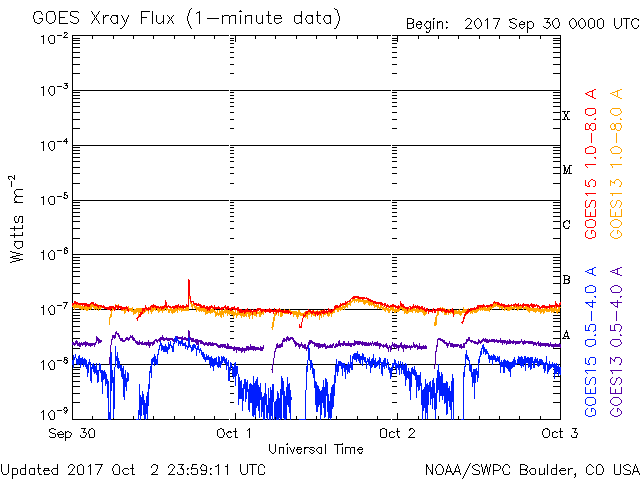 GOES Xray Flux (1-minute data)
Begin: 2017 Sep 30 0000 UTC
10⁻²
10⁻³
10⁻⁴
10⁻⁵
10⁻⁶
10⁻⁷
10⁻⁸
10⁻⁹
Watts m⁻²
X
M
C
B
A
GOES15 1.0-8.0 A
GOES13 1.0-8.0 A
GOES15 0.5-4.0 A
GOES13 0.5-4.0 A
Sep 30 Oct 1 Oct 2 Oct 3
Universal Time
Updated 2017 Oct 2 23:59:11 UTC
NOAA/SWPC Boulder, CO USA